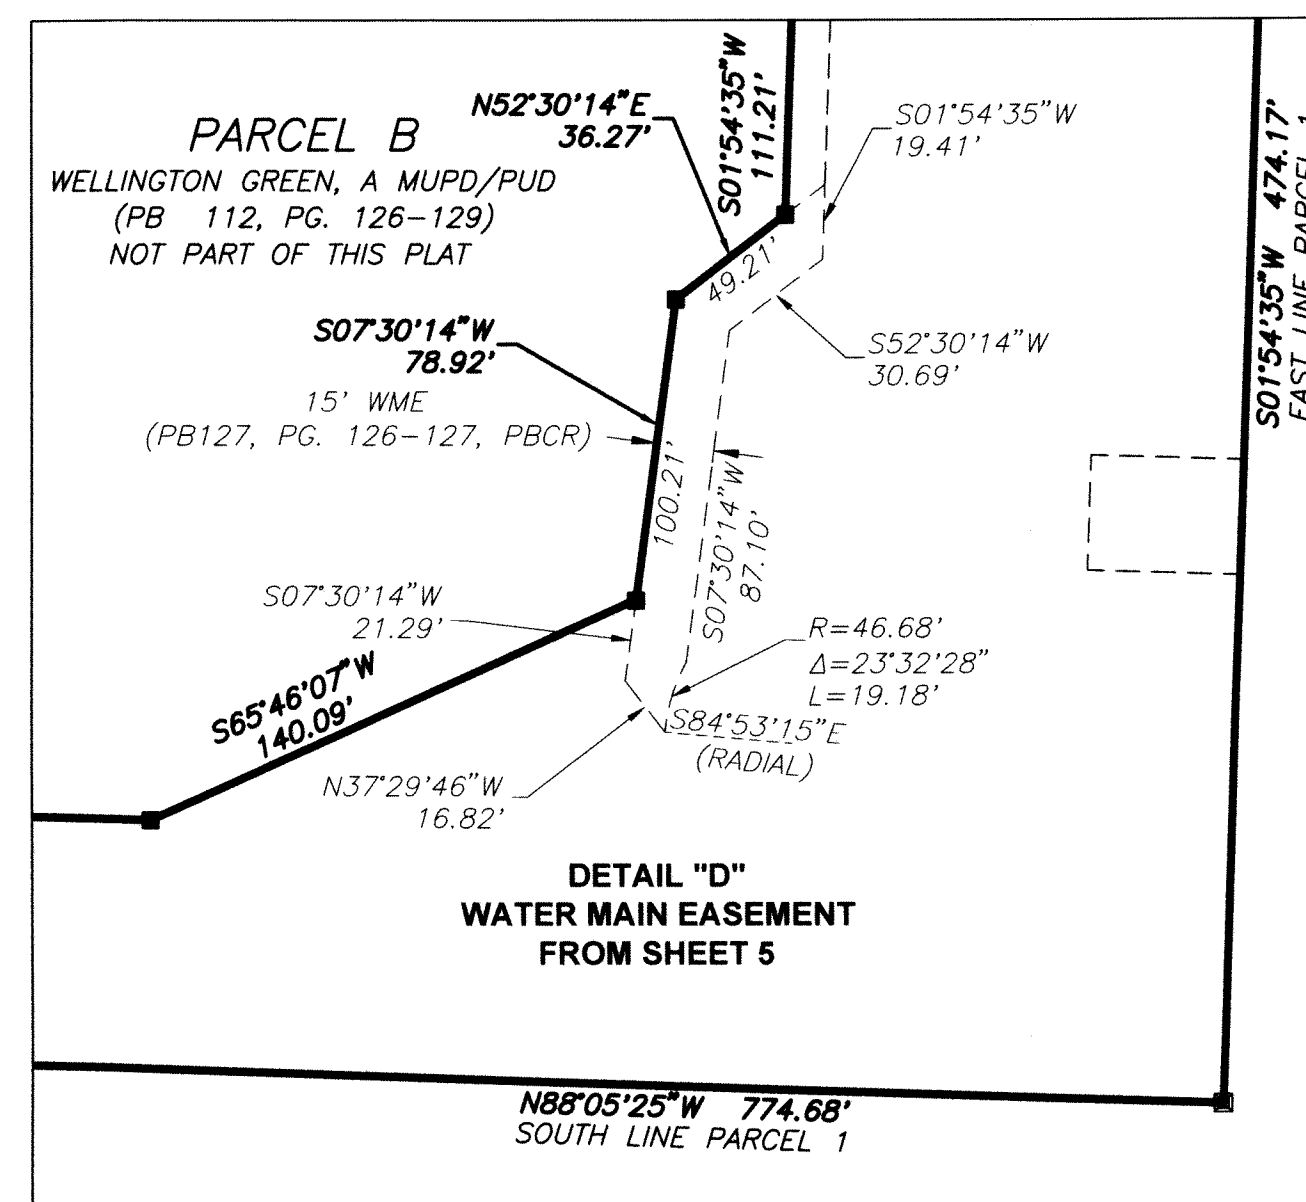 PARCEL B
WELLINGTON GREEN, A MUPD/PUD
(PB 112, PG. 126-129)
NOT PART OF THIS PLAT
N52°30'14"E
36.27'
S01°54'35"W
111.21'
S01°54'35"W
19.41'
S01°54'35"W 474.17'
EAST LINE PARCEL 1
49.21'
S52°30'14"W
30.69'
S07°30'14"W
78.92'
15' WME
(PB127, PG. 126-127, PBCR)
100.21'
S07°30'14"W
87.10'
S07°30'14"W
21.29'
R=46.68'
Δ=23°32'28"
L=19.18'
S65°46'07"W
140.09'
S84°53'15"E
(RADIAL)
N37°29'46"W
16.82'
DETAIL "D"
WATER MAIN EASEMENT
FROM SHEET 5
N88°05'25"W 774.68'
SOUTH LINE PARCEL 1